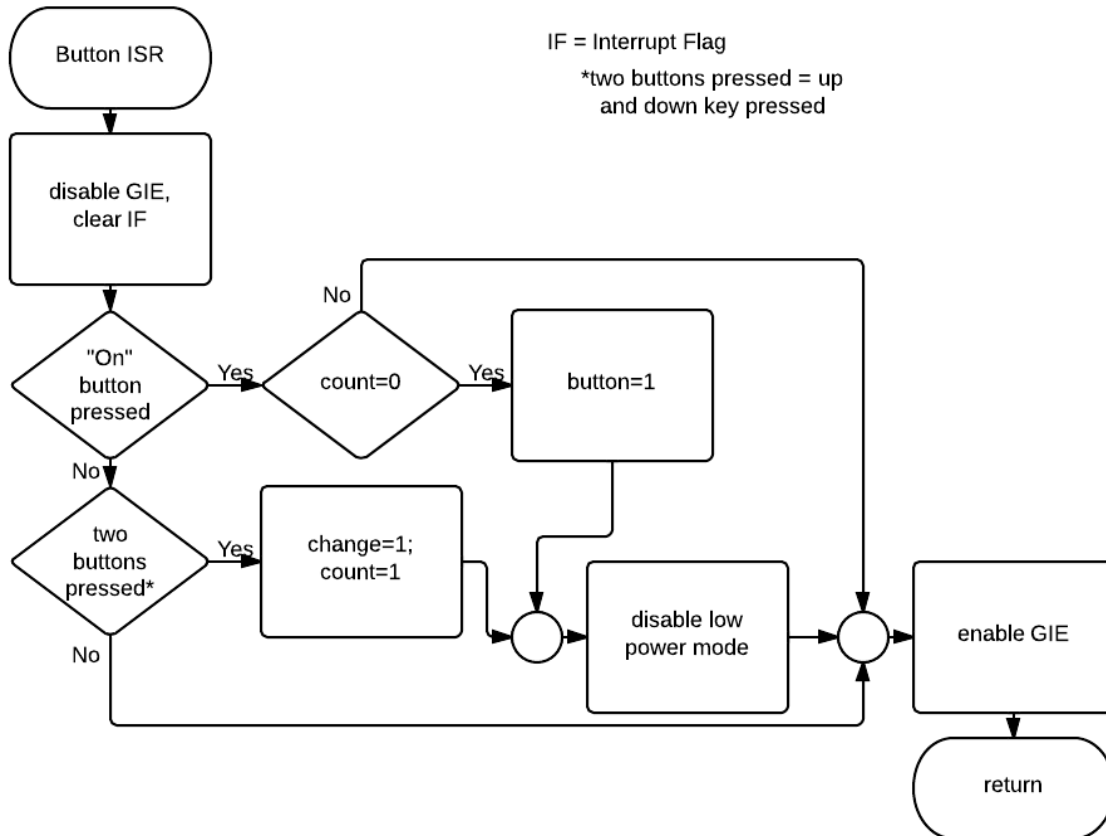 Button ISR
IF = Interrupt Flag
*two buttons pressed = up
and down key pressed
disable GIE,
clear IF
"On"
button
pressed
Yes
No
count=0
No
Yes
button=1
two
buttons
pressed*
Yes
No
change=1;
count=1
disable low
power mode
enable GIE
return